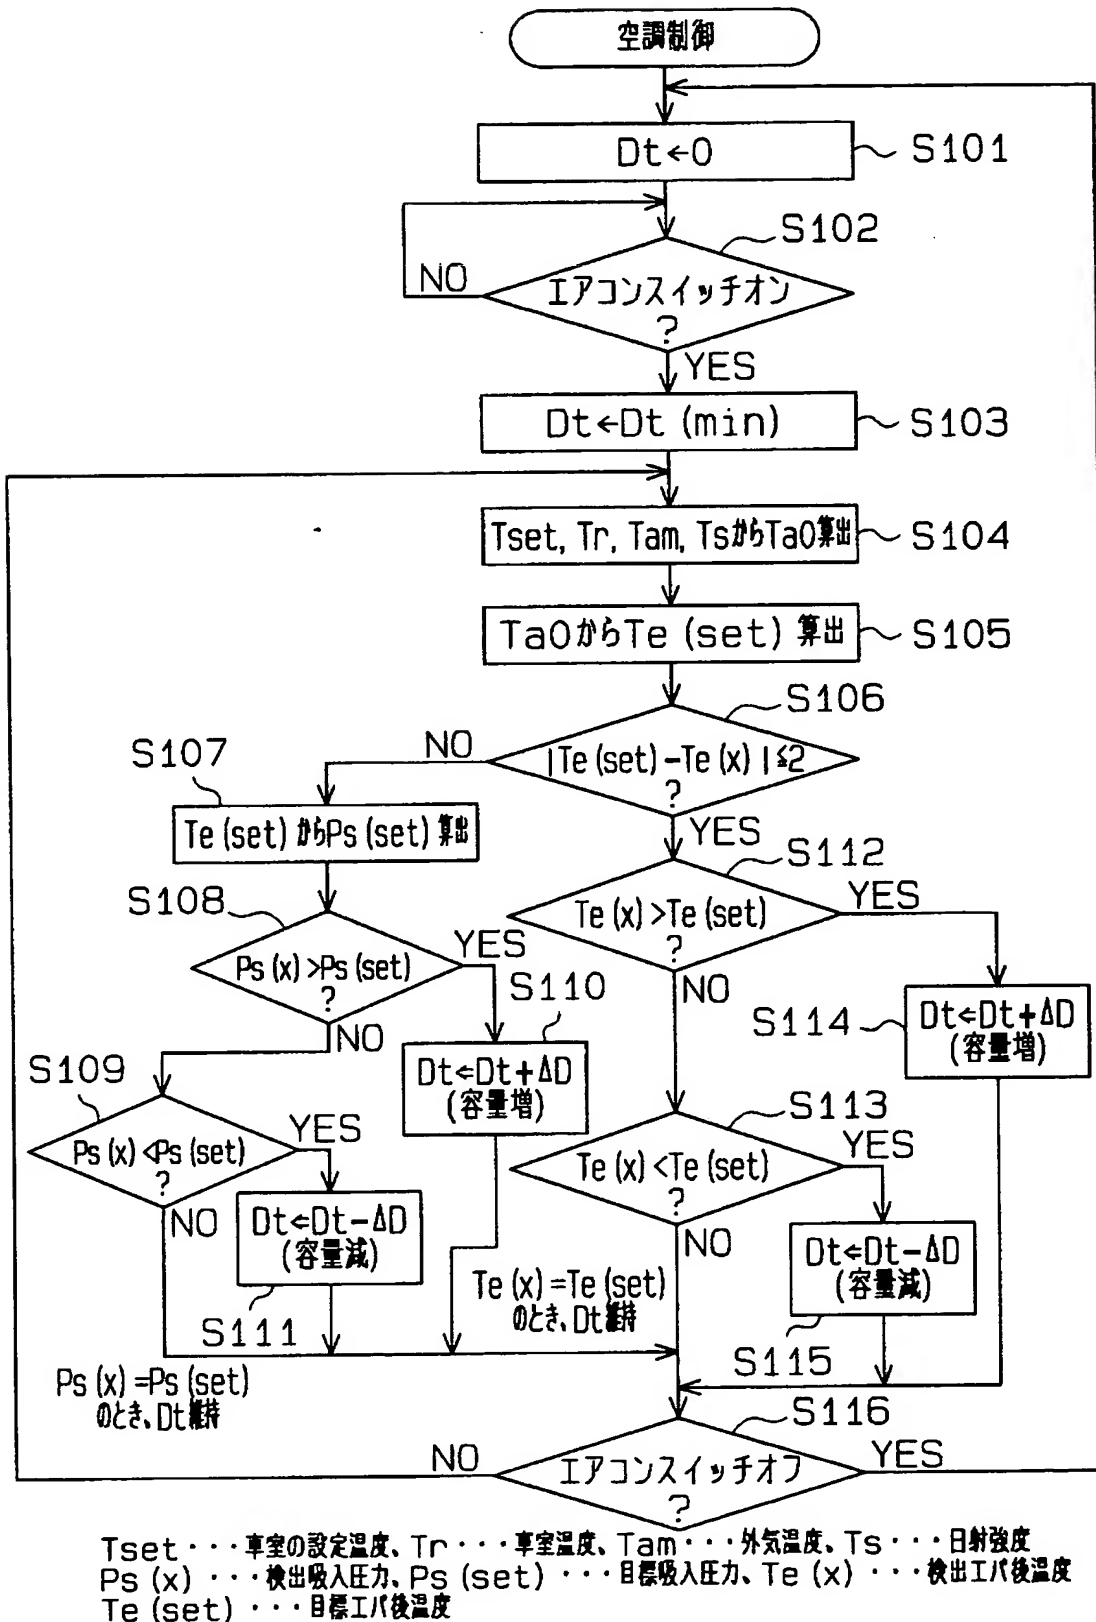 空調制御
Dt←0
S101
S102
エアコンスイッチオン
?
NO
YES
Dt←Dt (min)
S103
Tset, Tr, Tam, TsからTaO算出
S104
TaOからTe (set) 算出
S105
S106
|Te (set) −Te (x) |≦2
?
NO
YES
S107
Te (set) からPs (set) 算出
S108
Ps (x) >Ps (set)
?
YES
NO
S109
Ps (x) <Ps (set)
?
YES
NO
S110
Dt⇐Dt+ΔD
(容量増)
Dt⇐Dt−ΔD
(容量減)
S111
Ps (x) =Ps (set)
のとき、Dt維持
S112
Te (x) >Te (set)
?
YES
NO
S114
Dt⇐Dt+ΔD
(容量増)
S113
Te (x) <Te (set)
?
YES
NO
Dt⇐Dt−ΔD
(容量減)
S115
Te (x) =Te (set)
のとき、Dt維持
S116
エアコンスイッチオフ
?
NO
YES
Tset・・・車室の設定温度、Tr・・・車室温度、Tam・・・外気温度、Ts・・・日射強度
Ps (x) ・・・検出吸入圧力、Ps (set) ・・・目標吸入圧力、Te (x) ・・・検出エバ後温度
Te (set) ・・・目標エバ後温度